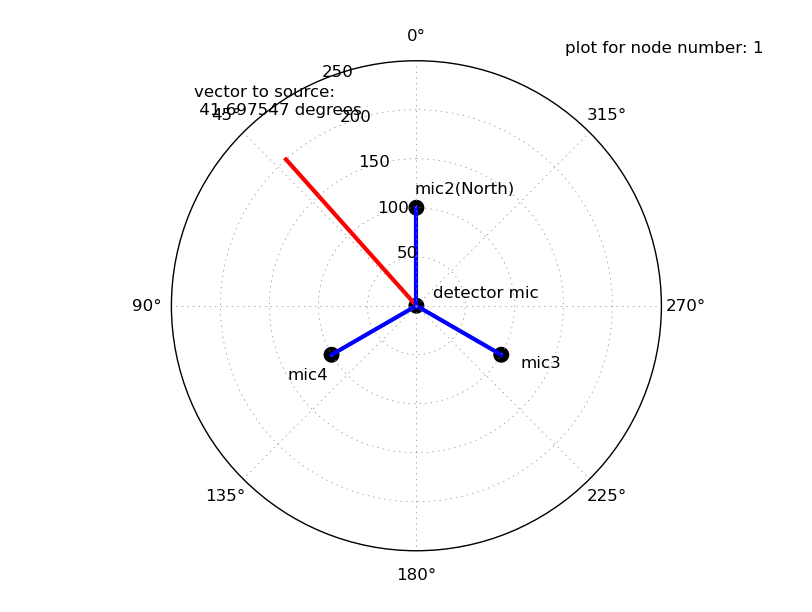 0°
plot for node number: 1
250
vector to source:
41.697547 degrees
45°
200
315°
150
mic2(North)
100
50
detector mic
90°
270°
mic3
mic4
135°
225°
180°